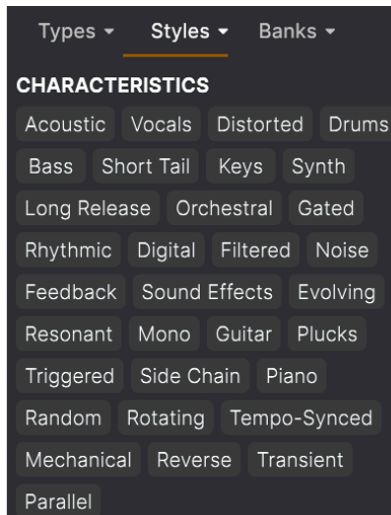 Types Styles Banks
CHARACTERISTICS
Acoustic Vocals Distorted Drums
Bass Short Tail Keys Synth
Long Release Orchestral Gated
Rhythmic Digital Filtered Noise
Feedback Sound Effects Evolving
Resonant Mono Guitar Plucks
Triggered Side Chain Piano
Random Rotating Tempo-Synced
Mechanical Reverse Transient
Parallel